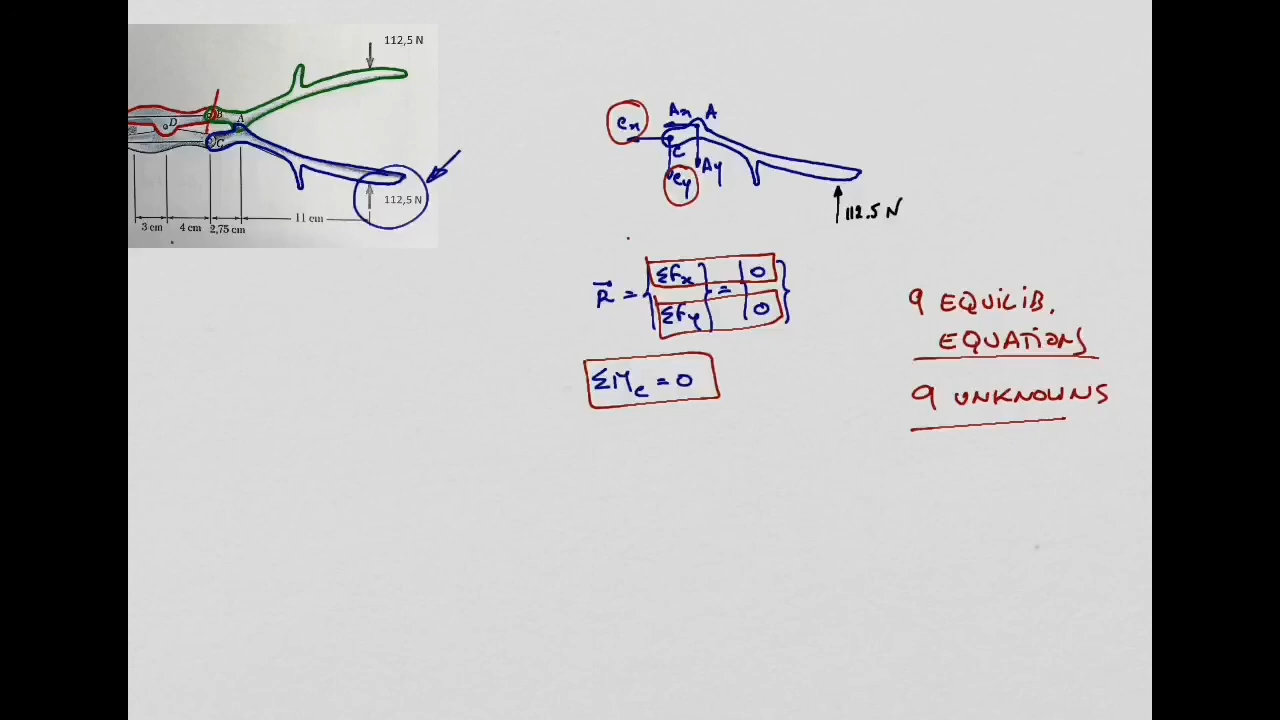 112,5 N
B
A
D
C
112,5 N
3 cm
4 cm
2,75 cm
11 cm
Cx
Ax
A
C
Cy
Ay
112.5 N
R = { ΣFx } = | 0 }
{ ΣFy } | 0 }
ΣMc = 0
9 EQUILIB.
EQUATIONS
9 UNKNOWNS